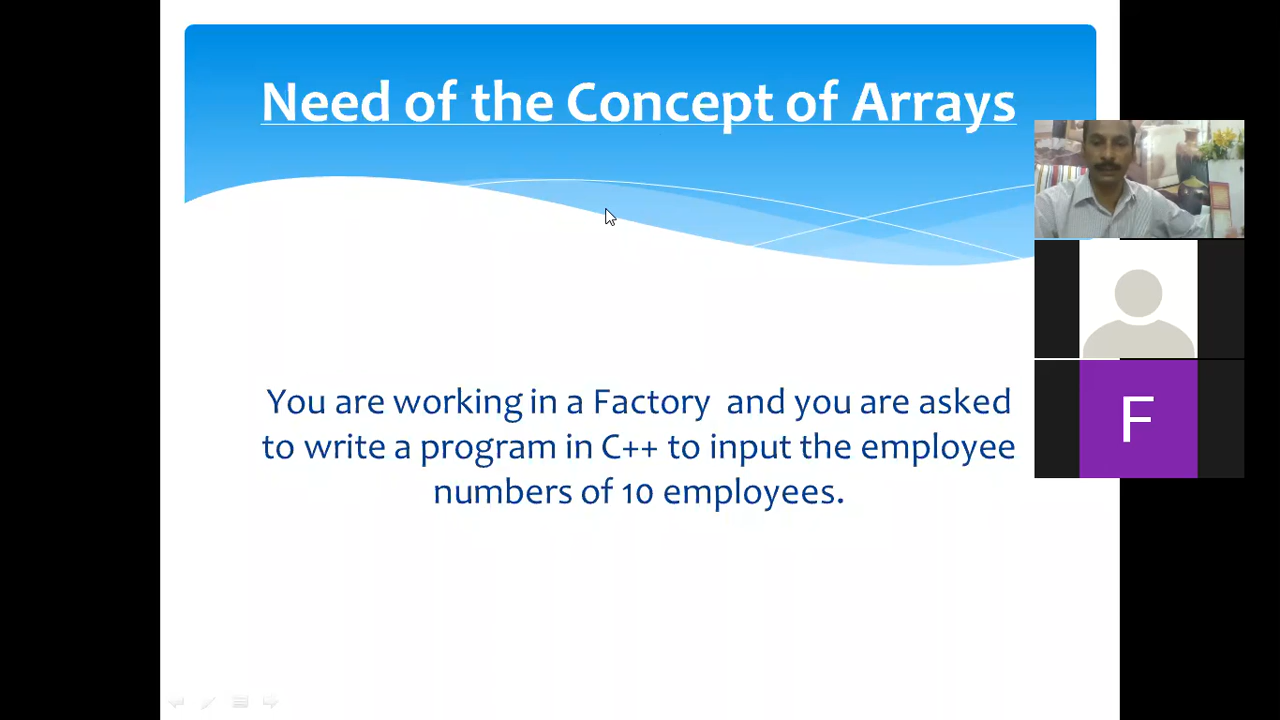 Need of the Concept of Arrays
You are working in a Factory and you are asked
to write a program in C++ to input the employee
numbers of 10 employees.
F